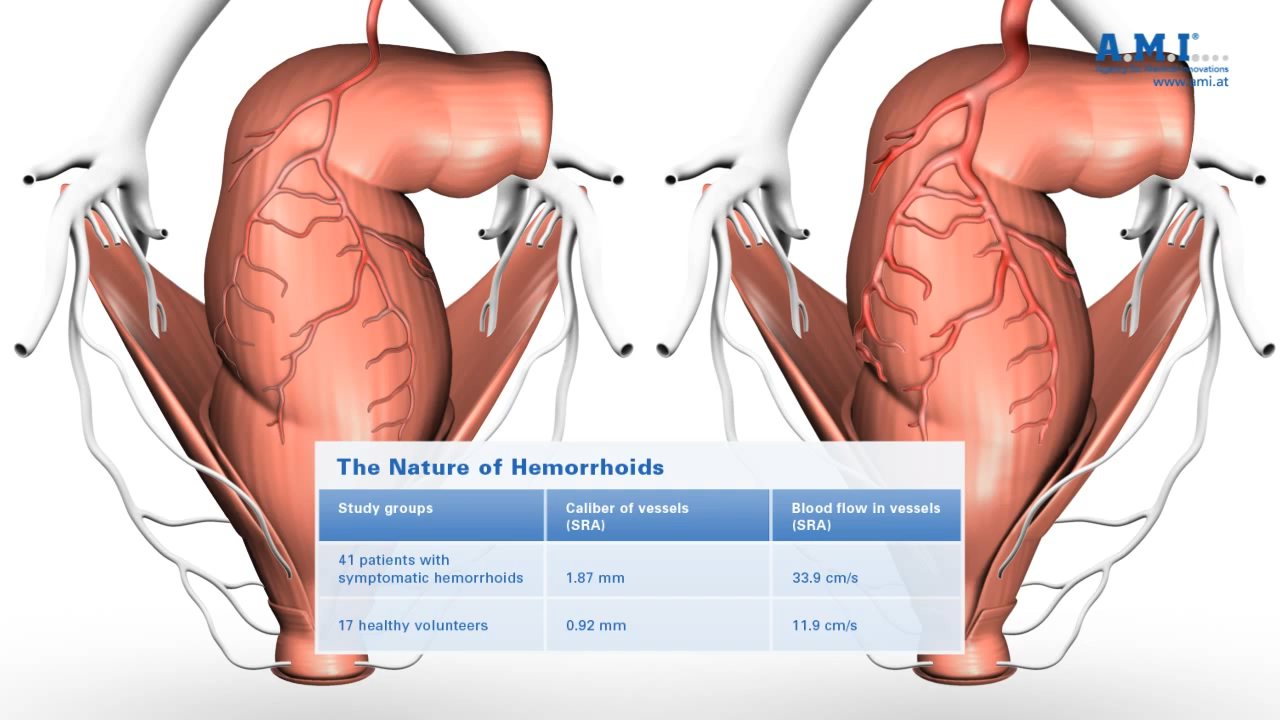 A.M.I.®
novations
www.ami.at
The Nature of Hemorrhoids
Study groups
Caliber of vessels
(SRA)
Blood flow in vessels
(SRA)
41 patients with
symptomatic hemorrhoids
1.87 mm
33.9 cm/s
17 healthy volunteers
0.92 mm
11.9 cm/s